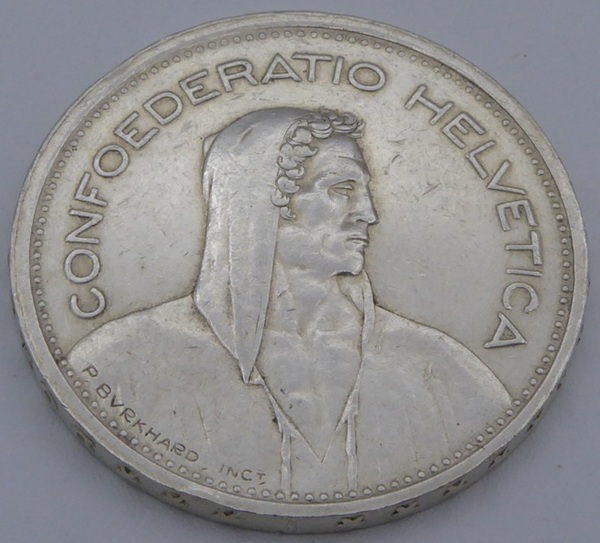 CONFOEDERATIO HELVETICA
P. BVRKHARD INCT.